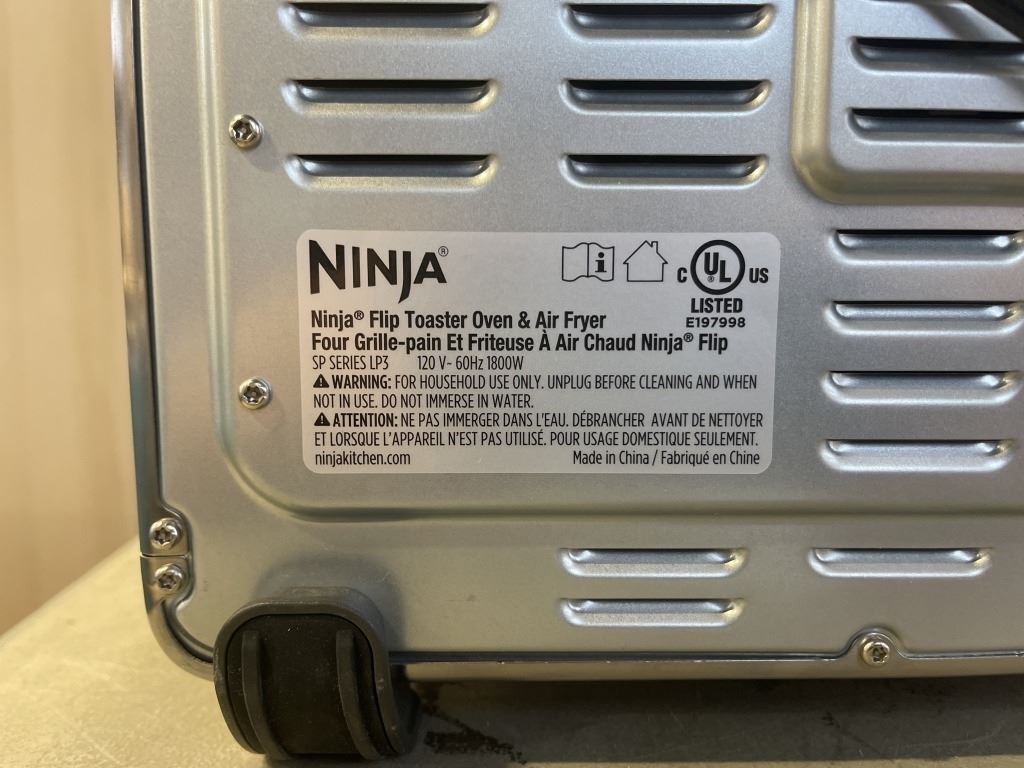 NINJA®
C UL® US
LISTED
E197998
Ninja® Flip Toaster Oven & Air Fryer
Four Grille-pain Et Friteuse À Air Chaud Ninja® Flip
SP SERIES LP3 120 V~ 60Hz 1800W
⚠ WARNING: FOR HOUSEHOLD USE ONLY. UNPLUG BEFORE CLEANING AND WHEN
NOT IN USE. DO NOT IMMERSE IN WATER.
⚠ ATTENTION: NE PAS IMMERGER DANS L'EAU. DÉBRANCHER AVANT DE NETTOYER
ET LORSQUE L'APPAREIL N'EST PAS UTILISÉ. POUR USAGE DOMESTIQUE SEULEMENT.
ninjakitchen.com Made in China / Fabriqué en Chine